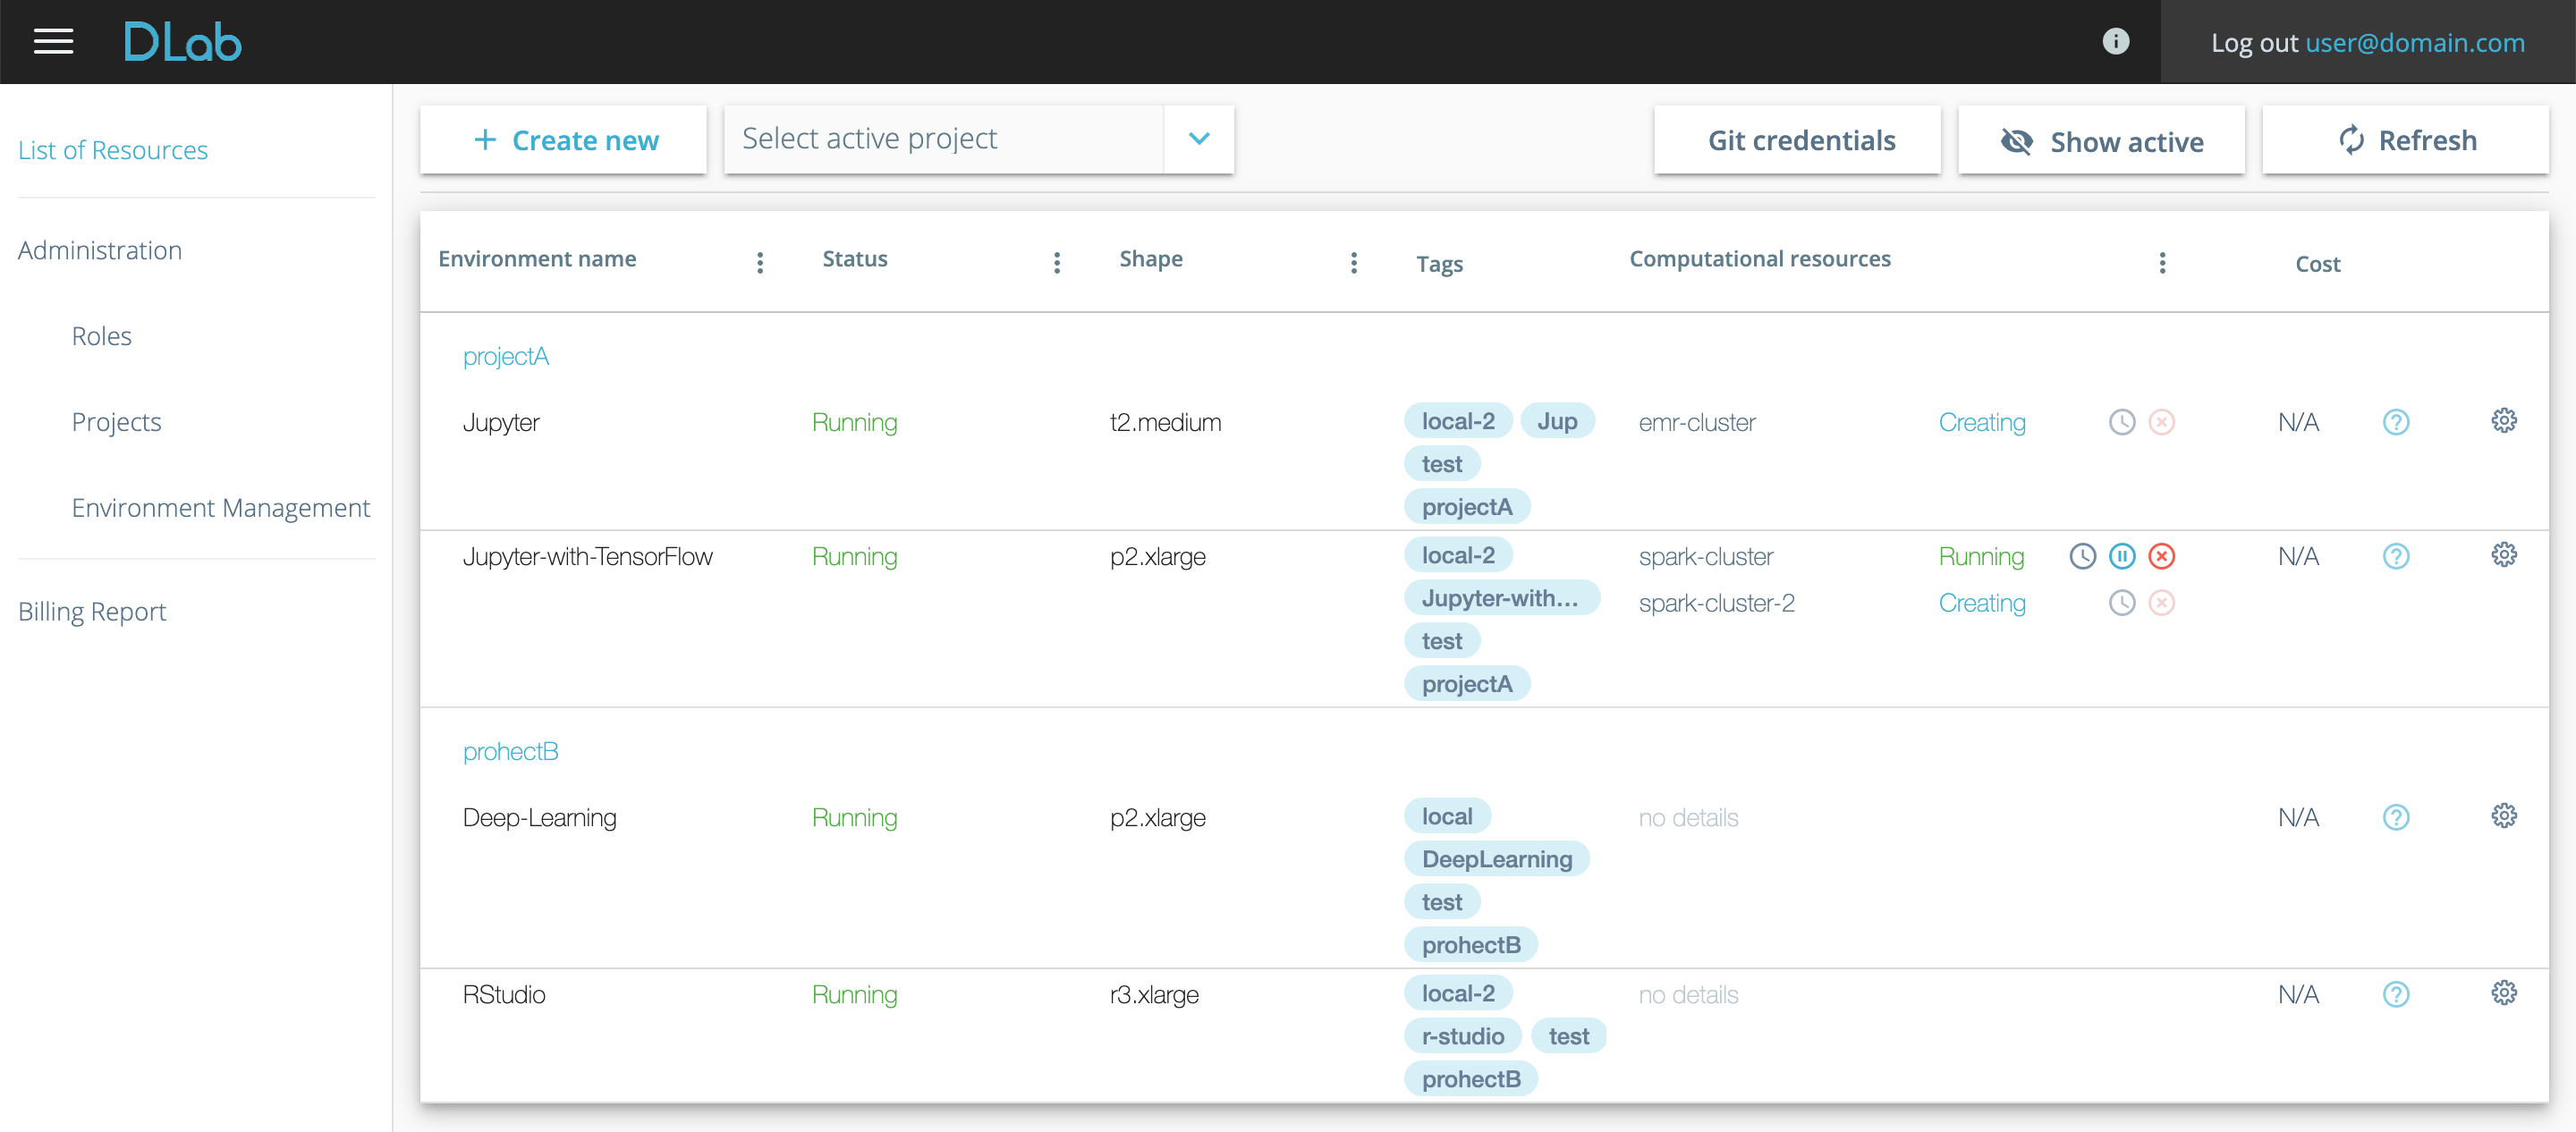 DLab
Log out user@domain.com
List of Resources
Administration
Roles
Projects
Environment Management
Billing Report
+ Create new
Select active project
Git credentials
Show active
Refresh
Environment name Status Shape Tags Computational resources Cost
projectA
Jupyter Running t2.medium local-2 Jup emr-cluster Creating N/A ?
test
projectA
Jupyter-with-TensorFlow Running p2.xlarge local-2 spark-cluster Running N/A ?
Jupyter-with... spark-cluster-2 Creating
test
projectA
prohectB
Deep-Learning Running p2.xlarge local no details N/A ?
DeepLearning
test
prohectB
RStudio Running r3.xlarge local-2 no details N/A ?
r-studio test
prohectB